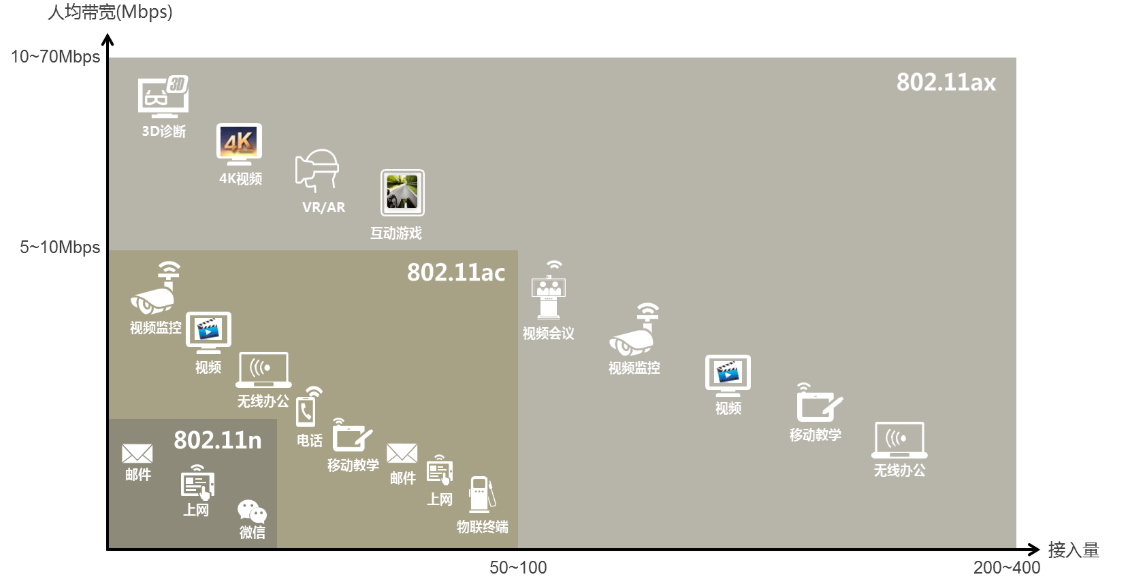 人均带宽(Mbps)
10~70Mbps
802.11ax
3D
3D诊断
4K
4K视频
VR/AR
互动游戏
5~10Mbps
802.11ac
视频监控
视频
无线办公
电话
移动教学
邮件
上网
物联终端
视频会议
视频监控
视频
移动教学
无线办公
802.11n
邮件
上网
微信
接入量
50~100
200~400